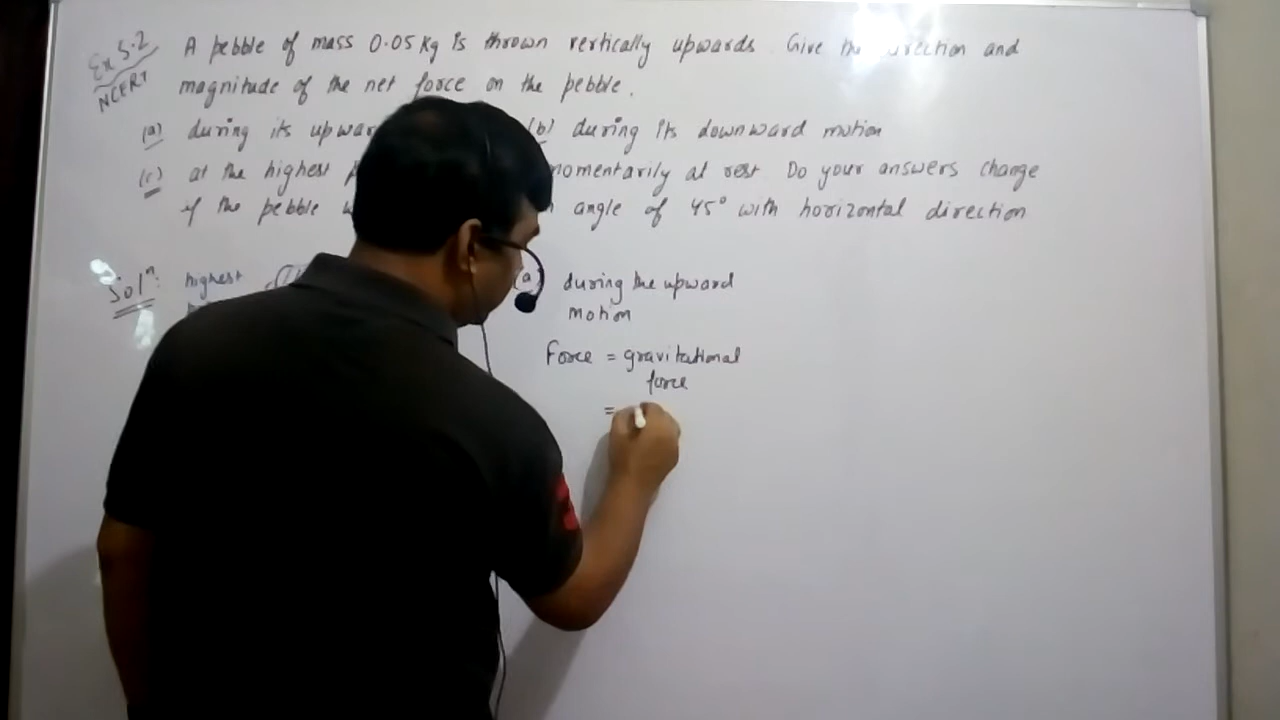 Ex 5.2
NCERT
A pebble of mass 0.05 Kg is thrown vertically upwards. Give the direction and
magnitude of the net force on the pebble.
(a) during its (b) during its downward motion
(c) at the highest momentarily at rest. Do your answers change
if the pebble angle of 45° with horizontal direction
Solⁿ: highest
(a) during the upward
motion
Force = gravitational
force
=